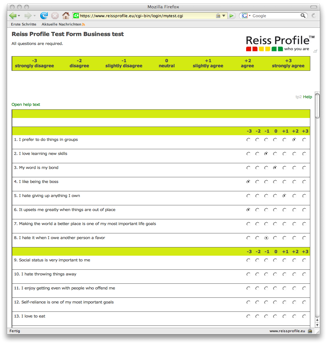 Mozilla Firefox
https://www.reissprofile.eu/cgi-bin/login/mstest.cgi
Google
Erste Schritte Aktuelle Nachrichten
Reiss Profile Test Form Business test
All questions are required.
Reiss Profile™
who you are
-3 -2 -1 0 +1 +2 +3
strongly disagree disagree slightly disagree neutral slightly agree agree strongly agree
Help
Open help text
-3 -2 -1 0 +1 +2 +3
1. I prefer to do things in groups
2. I love learning new skills
3. My word is my bond
4. I like being the boss
5. I hate giving up anything I own
6. It upsets me greatly when things are out of place
7. Making the world a better place is one of my most important life goals
8. I hate it when I owe another person a favor
-3 -2 -1 0 +1 +2 +3
9. Social status is very important to me
10. I hate throwing things away
11. I enjoy getting even with people who offend me
12. Self-reliance is one of my most important goals
13. I love to eat
Fertig
www.reissprofile.eu